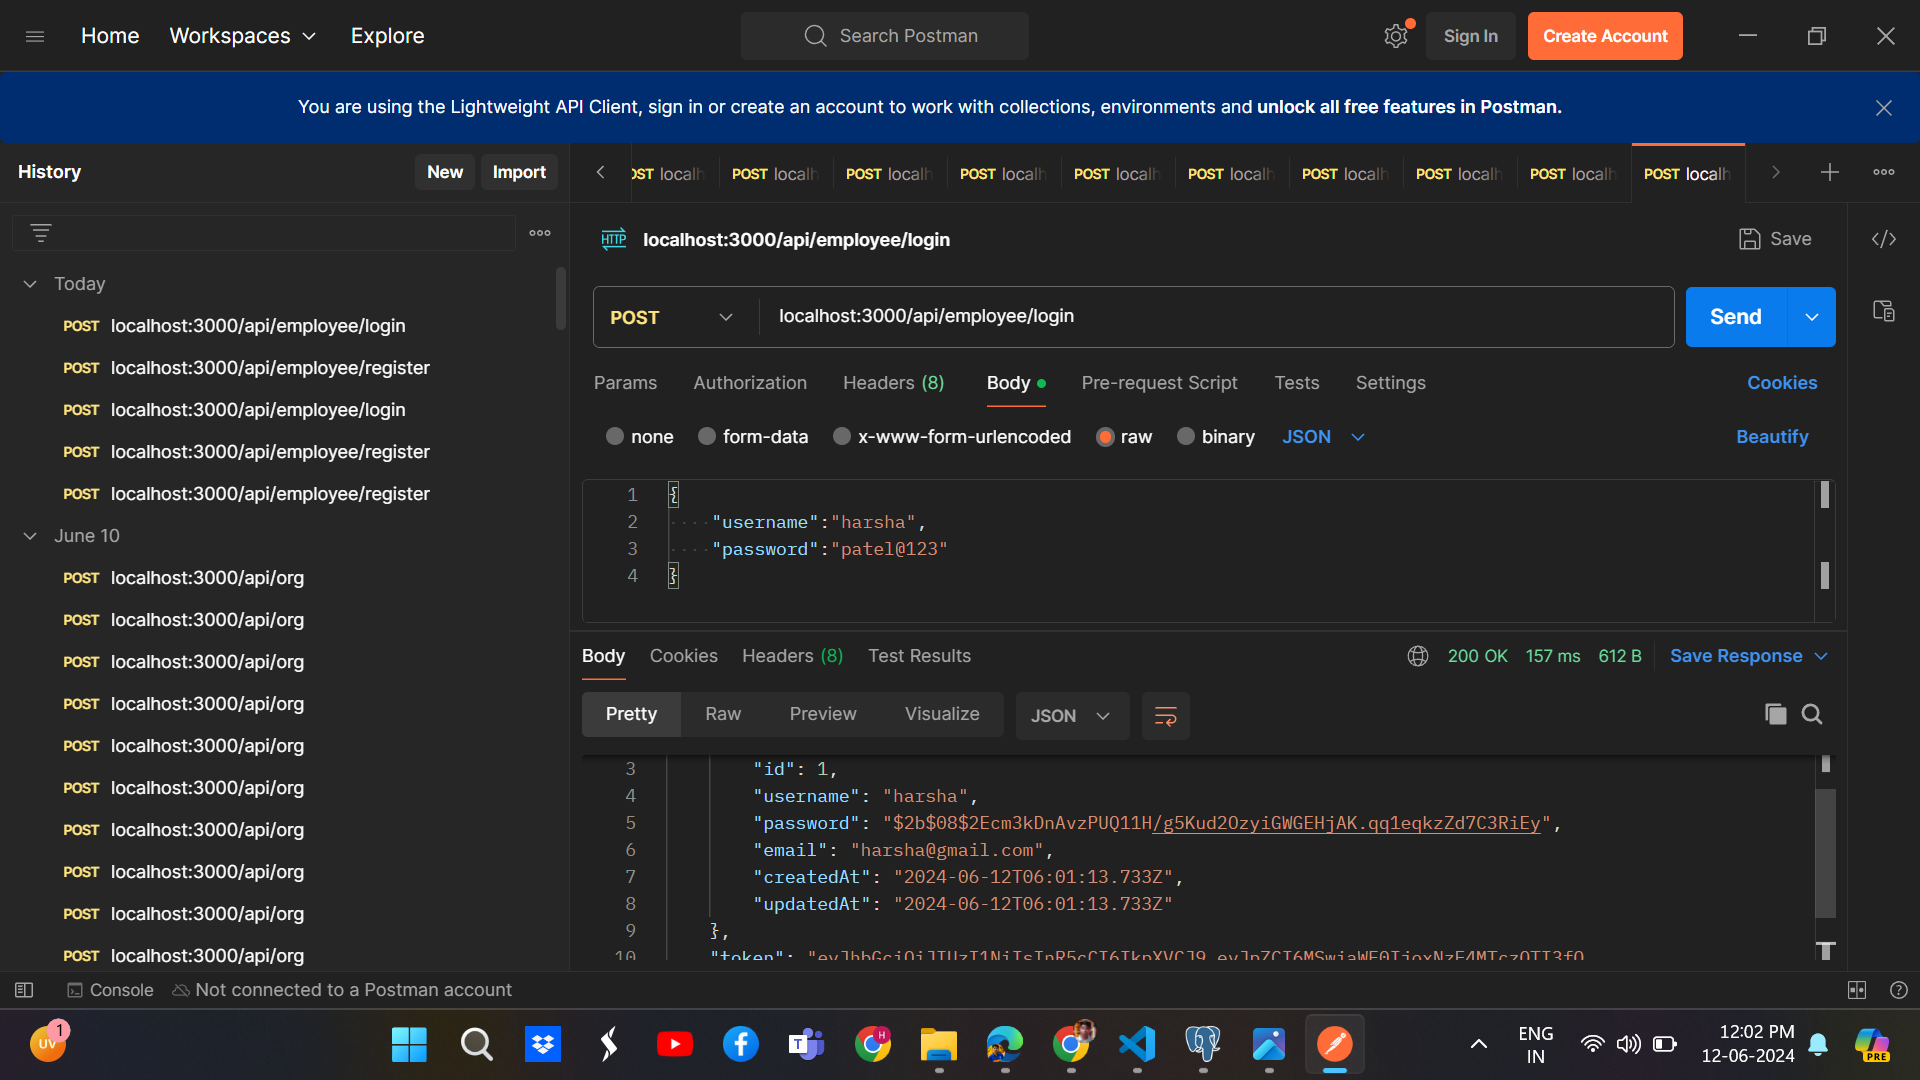 Home
Workspaces
Explore
Search Postman
Sign In
Create Account
You are using the Lightweight API Client, sign in or create an account to work with collections, environments and unlock all free features in Postman.
History
New
Import
OST localh
POST localh
POST localh
POST localh
POST localh
POST localh
POST localh
POST localh
POST localh
POST localh
HTTP localhost:3000/api/employee/login
Save
Today
POST localhost:3000/api/employee/login
POST localhost:3000/api/employee/register
POST localhost:3000/api/employee/login
POST localhost:3000/api/employee/register
POST localhost:3000/api/employee/register
June 10
POST localhost:3000/api/org
POST localhost:3000/api/org
POST localhost:3000/api/org
POST localhost:3000/api/org
POST localhost:3000/api/org
POST localhost:3000/api/org
POST localhost:3000/api/org
POST localhost:3000/api/org
POST localhost:3000/api/org
POST localhost:3000/api/org
POST localhost:3000/api/employee/login
Send
Params Authorization Headers (8) Body Pre-request Script Tests Settings Cookies
none form-data x-www-form-urlencoded raw binary JSON Beautify
1 {
2 "username":"harsha",
3 "password":"patel@123"
4 }
Body Cookies Headers (8) Test Results 200 OK 157 ms 612 B Save Response
Pretty Raw Preview Visualize JSON
3 "id": 1,
4 "username": "harsha",
5 "password": "$2b$08$2Ecm3kDnAvzPUQ11H/g5Kud2OzyiGWGEHjAK.qq1eqkzZd7C3RiEy",
6 "email": "harsha@gmail.com",
7 "createdAt": "2024-06-12T06:01:13.733Z",
8 "updatedAt": "2024-06-12T06:01:13.733Z"
9 },
10 "token":
Console Not connected to a Postman account
UV 1
T
H
ENG
IN
12:02 PM
12-06-2024
PRE